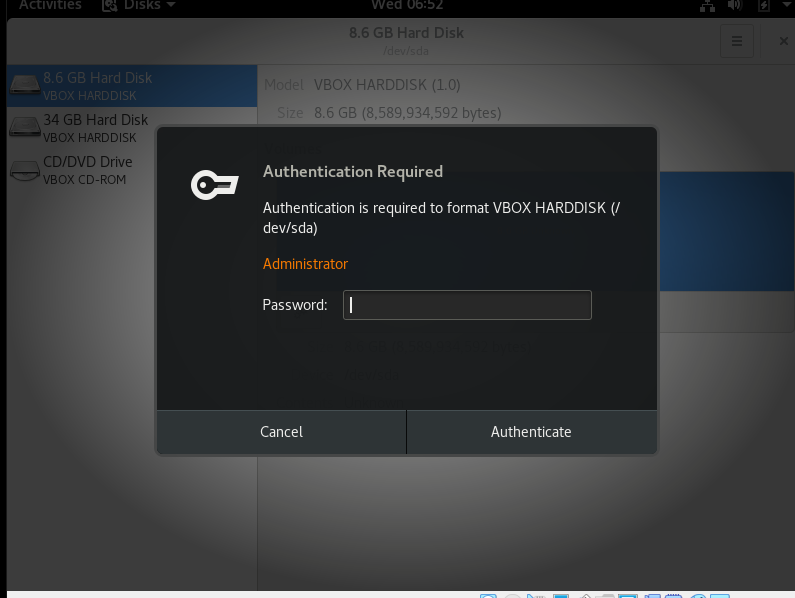 Activities Disks Wed 06:52
8.6 GB Hard Disk
/dev/sda
8.6 GB Hard Disk
VBOX HARDDISK
34 GB Hard Disk
VBOX HARDDISK
CD/DVD Drive
VBOX CD-ROM
Model VBOX HARDDISK (1.0)
Size 8.6 GB (8,589,934,592 bytes)
Authentication Required
Authentication is required to format VBOX HARDDISK (/
dev/sda)
Administrator
Password:
Cancel Authenticate